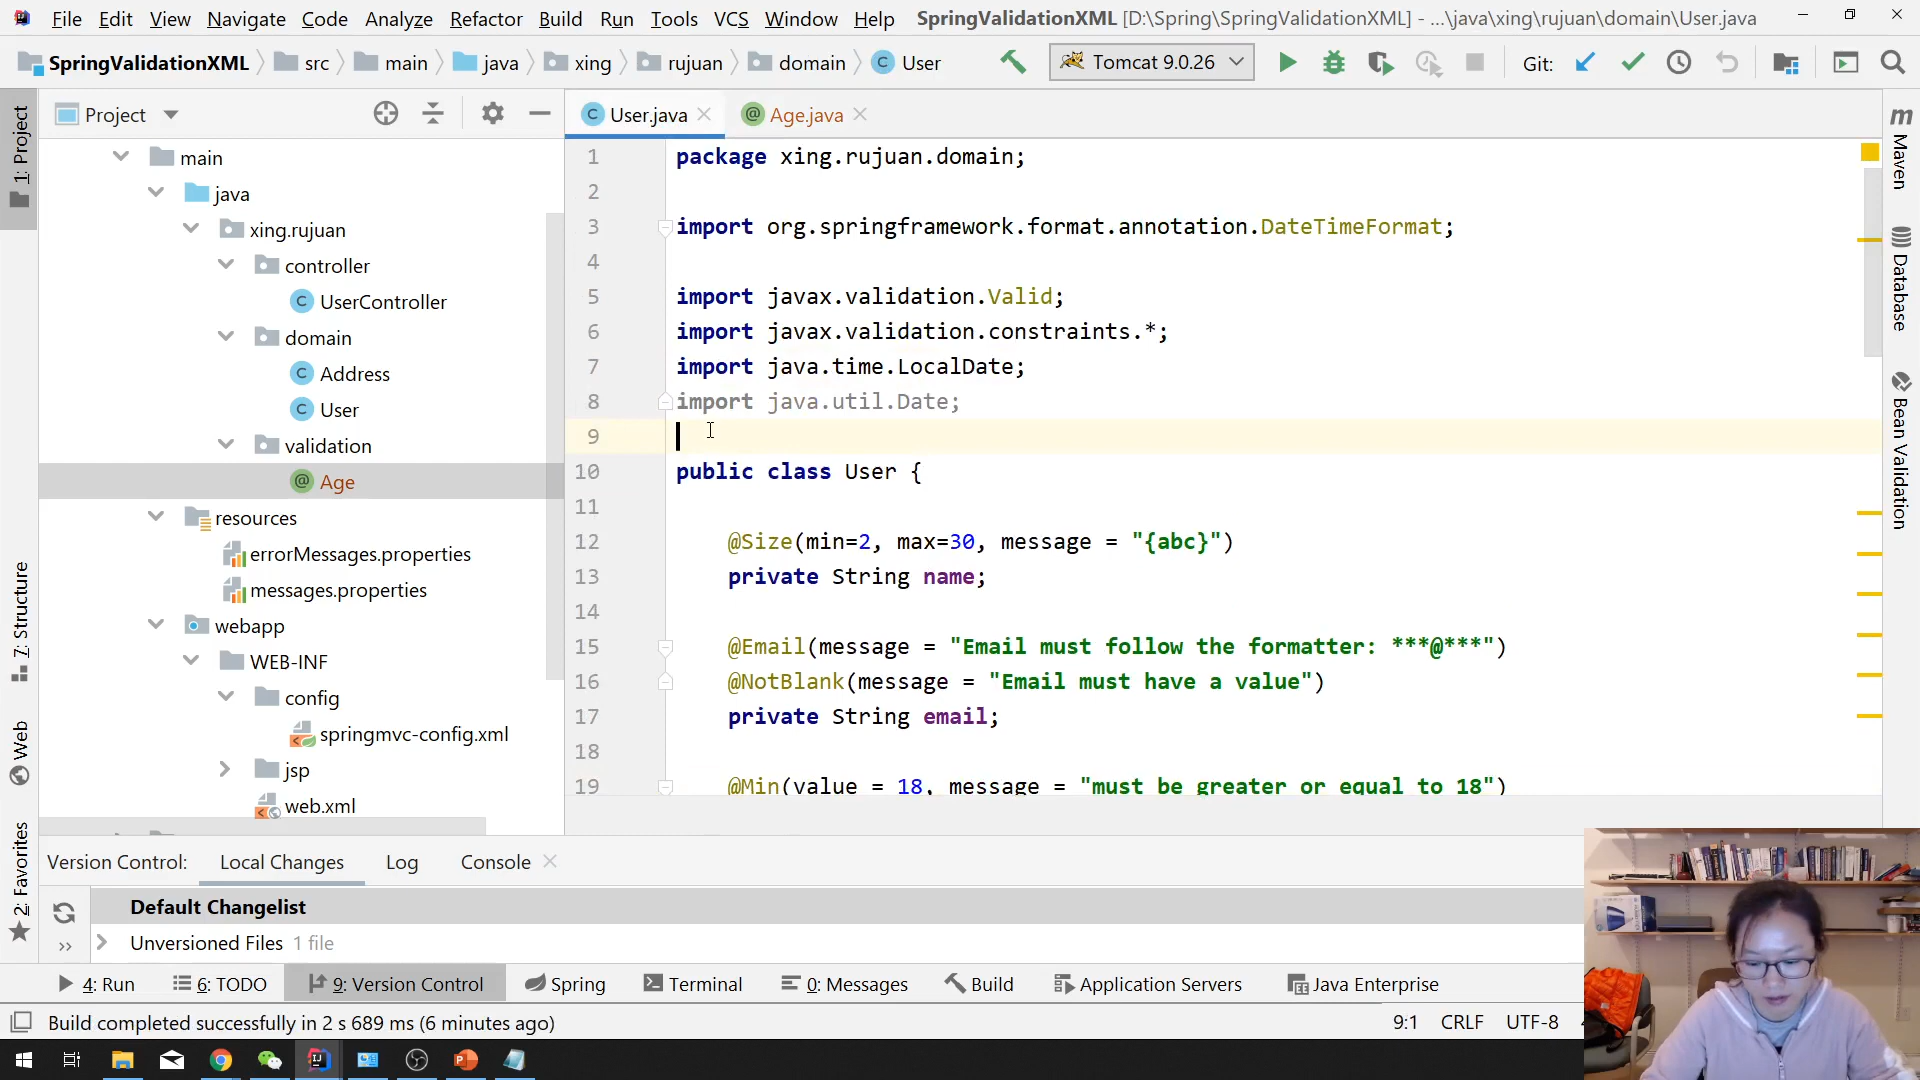 File Edit View Navigate Code Analyze Refactor Build Run Tools VCS Window Help SpringValidationXML [D:\Spring\SpringValidationXML] - ...\java\xing\rujuan\domain\User.java
SpringValidationXML src main java xing rujuan domain User Tomcat 9.0.26 Git:
Project
User.java
Age.java
1: Project
7: Structure
Web
2: Favorites
main
java
xing.rujuan
controller
UserController
domain
Address
User
validation
Age
resources
errorMessages.properties
messages.properties
webapp
WEB-INF
config
springmvc-config.xml
jsp
web.xml
1 package xing.rujuan.domain;
2
3 import org.springframework.format.annotation.DateTimeFormat;
4
5 import javax.validation.Valid;
6 import javax.validation.constraints.*;
7 import java.time.LocalDate;
8 import java.util.Date;
9
10 public class User {
11
12 @Size(min=2, max=30, message = "{abc}")
13 private String name;
14
15 @Email(message = "Email must follow the formatter: ***@***")
16 @NotBlank(message = "Email must have a value")
17 private String email;
18
19 @Min(value = 18, message = "must be greater or equal to 18")
Maven
Database
Bean Validation
Version Control: Local Changes Log Console
Default Changelist
Unversioned Files 1 file
4: Run 6: TODO 9: Version Control Spring Terminal 0: Messages Build Application Servers Java Enterprise
Build completed successfully in 2 s 689 ms (6 minutes ago) 9:1 CRLF UTF-8